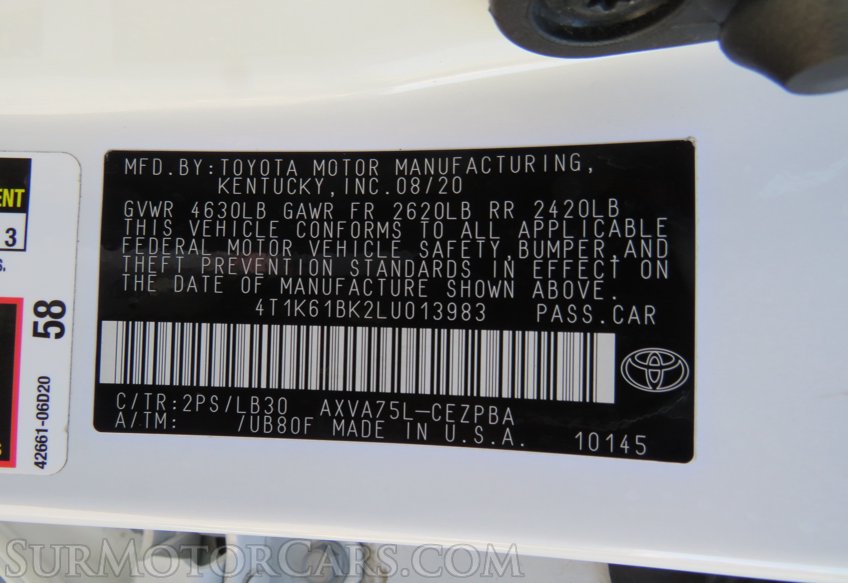 MFD.BY:TOYOTA MOTOR MANUFACTURING,
KENTUCKY,INC.08/20
GVWR 4630LB GAWR FR 2620LB RR 2420LB
THIS VEHICLE CONFORMS TO ALL APPLICABLE
FEDERAL MOTOR VEHICLE SAFETY,BUMPER,AND
THEFT PREVENTION STANDARDS IN EFFECT ON
THE DATE OF MANUFACTURE SHOWN ABOVE.
4T1K61BK2LU013983 PASS.CAR
C/TR:2PS/LB30 AXVA75L-CEZPBA
A/TM: /UB80F MADE IN U.S.A. 10145
3
58
42661-06D20
SURMOTORCARS.COM